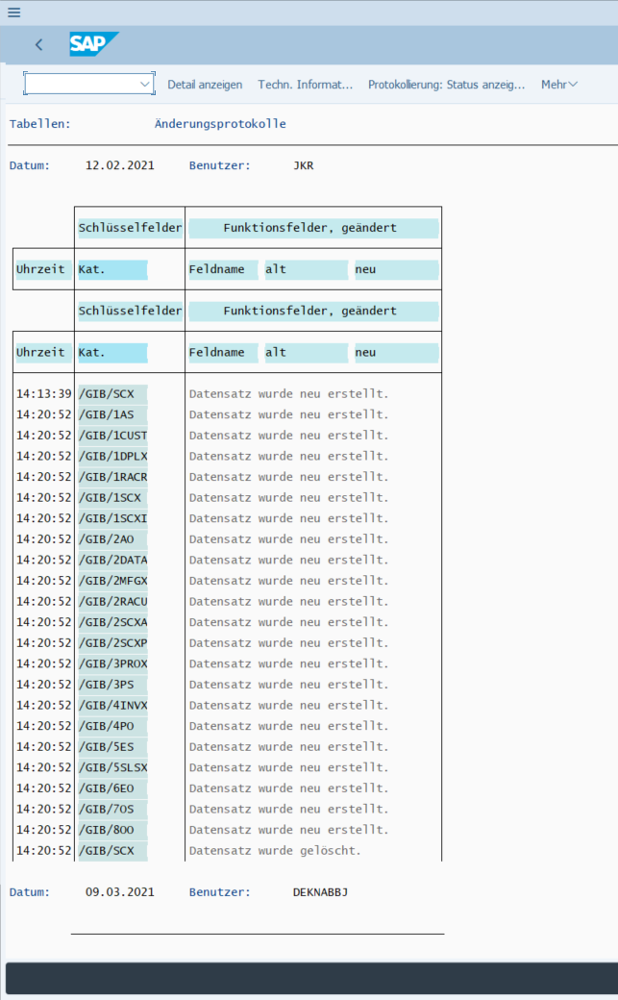 SAP
Detail anzeigen Techn. Informat... Protokollierung: Status anzeig... Mehr
Tabellen: Änderungsprotokolle
Datum: 12.02.2021 Benutzer: JKR
Schlüsselfelder Funktionsfelder, geändert
Uhrzeit Kat. Feldname alt neu
Schlüsselfelder Funktionsfelder, geändert
Uhrzeit Kat. Feldname alt neu
14:13:39 /GIB/SCX Datensatz wurde neu erstellt.
14:20:52 /GIB/1AS Datensatz wurde neu erstellt.
14:20:52 /GIB/1CUST Datensatz wurde neu erstellt.
14:20:52 /GIB/1DPLX Datensatz wurde neu erstellt.
14:20:52 /GIB/1RACR Datensatz wurde neu erstellt.
14:20:52 /GIB/1SCX Datensatz wurde neu erstellt.
14:20:52 /GIB/1SCXI Datensatz wurde neu erstellt.
14:20:52 /GIB/2AO Datensatz wurde neu erstellt.
14:20:52 /GIB/2DATA Datensatz wurde neu erstellt.
14:20:52 /GIB/2MFGX Datensatz wurde neu erstellt.
14:20:52 /GIB/2RACU Datensatz wurde neu erstellt.
14:20:52 /GIB/2SCXA Datensatz wurde neu erstellt.
14:20:52 /GIB/2SCXP Datensatz wurde neu erstellt.
14:20:52 /GIB/3PROX Datensatz wurde neu erstellt.
14:20:52 /GIB/3PS Datensatz wurde neu erstellt.
14:20:52 /GIB/4INVX Datensatz wurde neu erstellt.
14:20:52 /GIB/4PO Datensatz wurde neu erstellt.
14:20:52 /GIB/5ES Datensatz wurde neu erstellt.
14:20:52 /GIB/5SLSX Datensatz wurde neu erstellt.
14:20:52 /GIB/6EO Datensatz wurde neu erstellt.
14:20:52 /GIB/7OS Datensatz wurde neu erstellt.
14:20:52 /GIB/8OO Datensatz wurde neu erstellt.
14:20:52 /GIB/SCX Datensatz wurde gelöscht.
Datum: 09.03.2021 Benutzer: DEKNABBJ